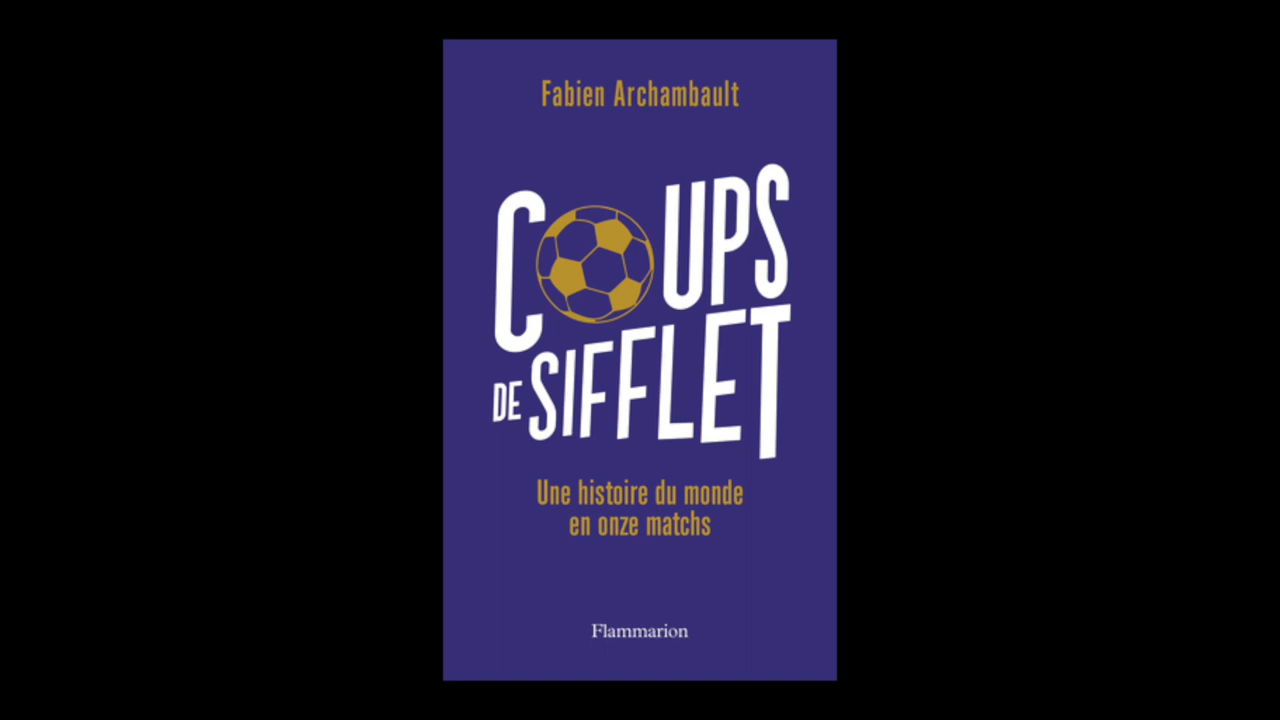 Fabien Archambault
COUPS
DE SIFFLET
Une histoire du monde
en onze matchs
Flammarion